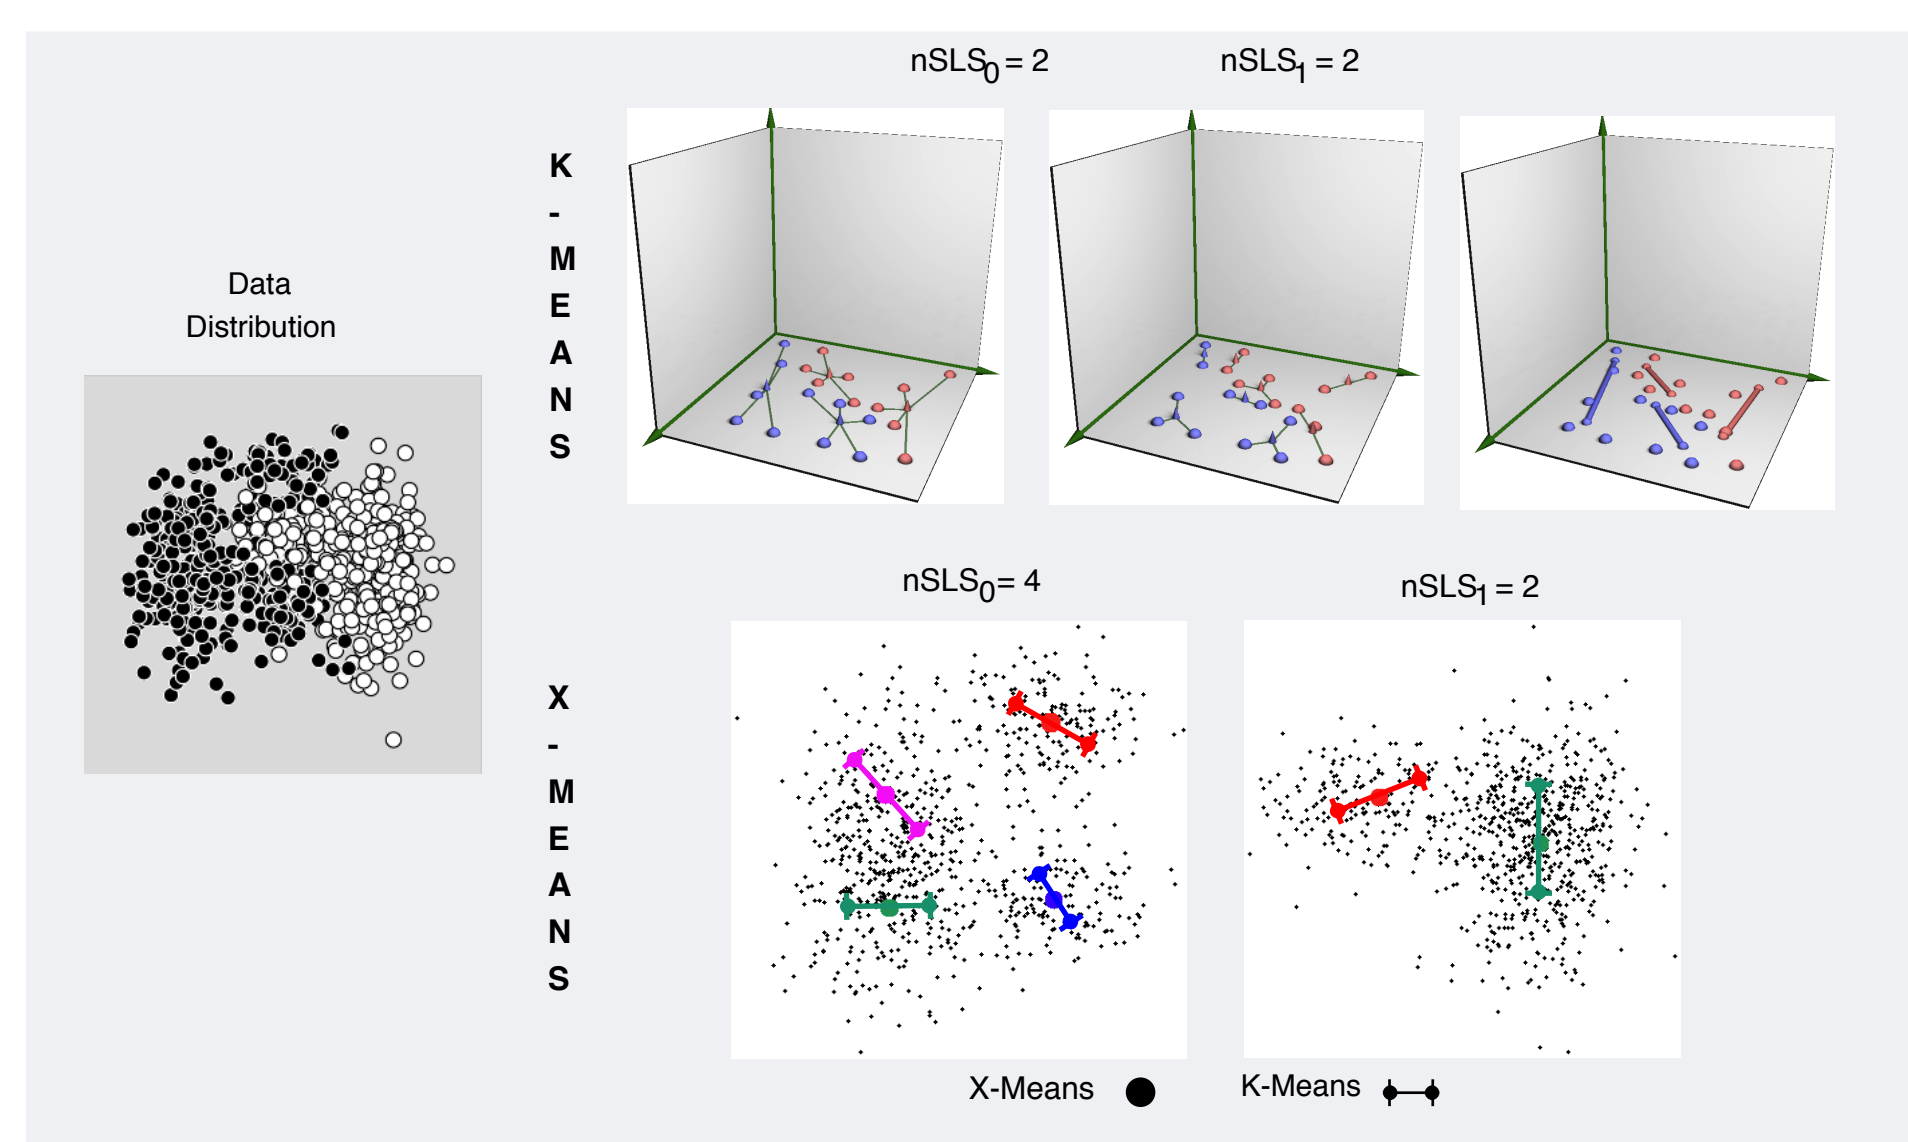 nSLS0 = 2
nSLS1 = 2
K
-
M
E
A
N
S
Data
Distribution
nSLS0= 4
nSLS1 = 2
X
-
M
E
A
N
S
X-Means
K-Means